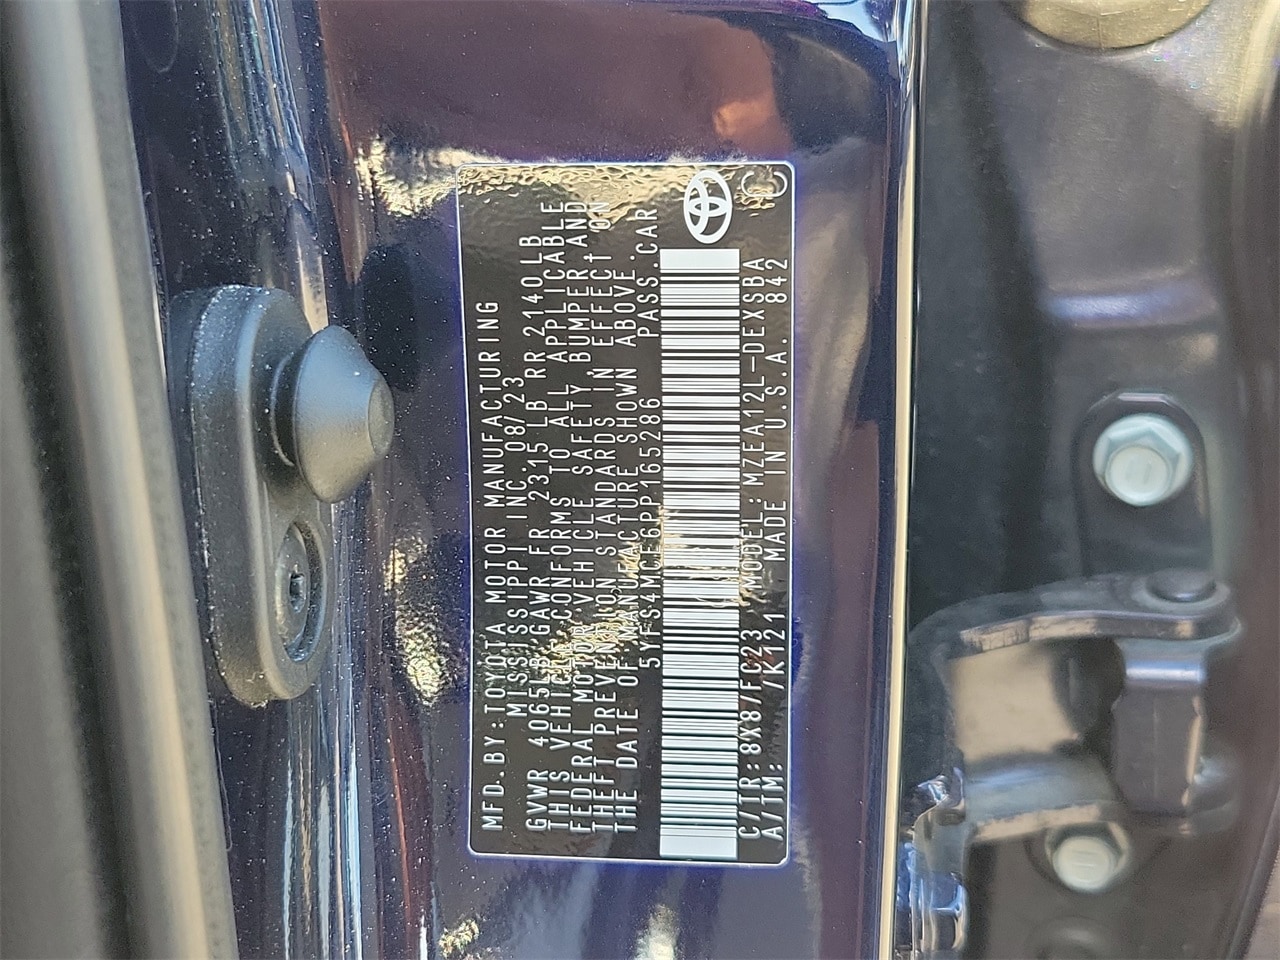 MFD.BY:TOYOTA MOTOR MANUFACTURING
MISSISSIPPI INC. 08/23
GVWR 4065LB GAWR FR 2315 LB RR 2140LB
THIS VEHICLE CONFORMS TO ALL APPLICABLE
FEDERAL MOTOR VEHICLE SAFETY, BUMPER AND
THEFT PREVENTION STANDARDS IN EFFECT ON
THE DATE OF MANUFACTURE SHOWN ABOVE.
5YFS4MCE6PP165286 PASS.CAR
C/TR:8X8/FC23 MODEL:MZEA12L-DEXSBA
A/TM: /K121 MADE IN U.S.A. 842
C